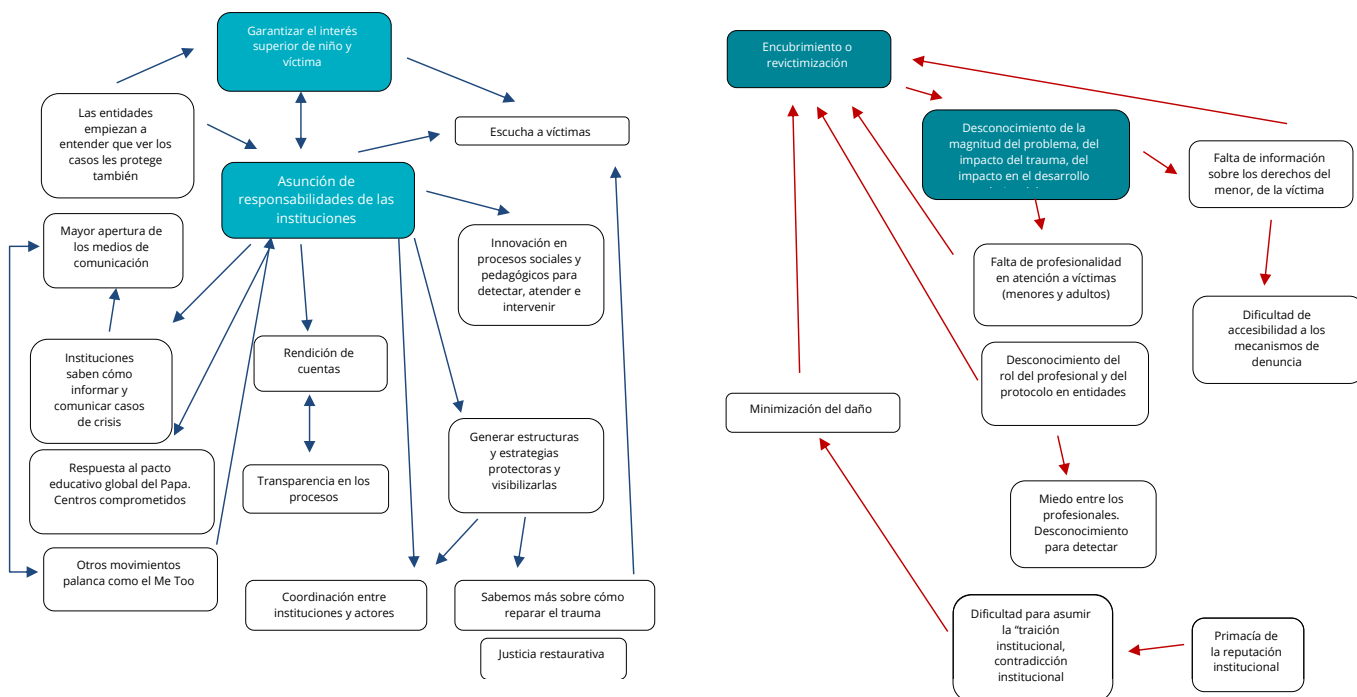 Garantizar el interés
superior de niño y
víctima
Las entidades
empiezan a
entender que ver los
casos les protege
también
Escucha a víctimas
Asunción de
responsabilidades de las
instituciones
Mayor apertura de
los medios de
comunicación
Innovación en
procesos sociales y
pedagógicos para
detectar, atender e
intervenir
Instituciones
saben cómo
informar y
comunicar casos
de crisis
Rendición de
cuentas
Generar estructuras
y estrategias
protectoras y
visibilizarlas
Respuesta al pacto
educativo global del Papa.
Centros comprometidos
Transparencia en los
procesos
Otros movimientos
palanca como el Me Too
Coordinación entre
instituciones y actores
Sabemos más sobre cómo
reparar el trauma
Justicia restaurativa
Encubrimiento o
revictimización
Desconocimiento de la
magnitud del problema, del
impacto del trauma, del
impacto en el desarrollo
Falta de información
sobre los derechos del
menor, de la víctima
Falta de profesionalidad
en atención a víctimas
(menores y adultos)
Dificultad de
accesibilidad a los
mecanismos de
denuncia
Desconocimiento del
rol del profesional y del
protocolo en entidades
Minimización del daño
Miedo entre los
profesionales.
Desconocimiento
para detectar
Dificultad para asumir
la “traición
institucional,
contradicción
institucional
Primacía de
la reputación
institucional